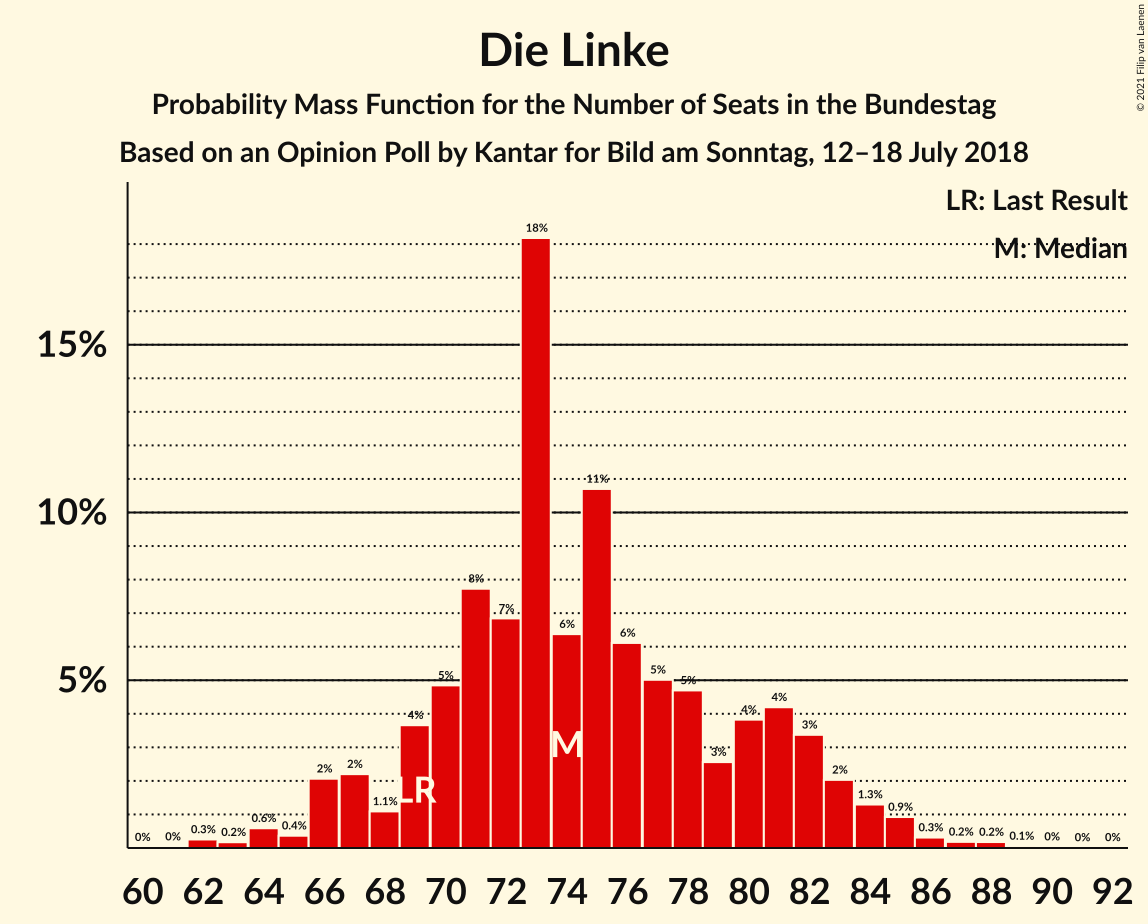 Die Linke
Probability Mass Function for the Number of Seats in the Bundestag
Based on an Opinion Poll by Kantar for Bild am Sonntag, 12–18 July 2018
© 2021 Filip van Laenen
LR: Last Result
M: Median
15%
10%
5%
0% 0% 0.3% 0.2% 0.6% 0.4% 2% 2% 1.1% 4% 5% 8% 7% 18% 6% 11% 6% 5% 5% 3% 4% 4% 3% 2% 1.3% 0.9% 0.3% 0.2% 0.2% 0.1% 0% 0% 0%
LR
M
60 62 64 66 68 70 72 74 76 78 80 82 84 86 88 90 92